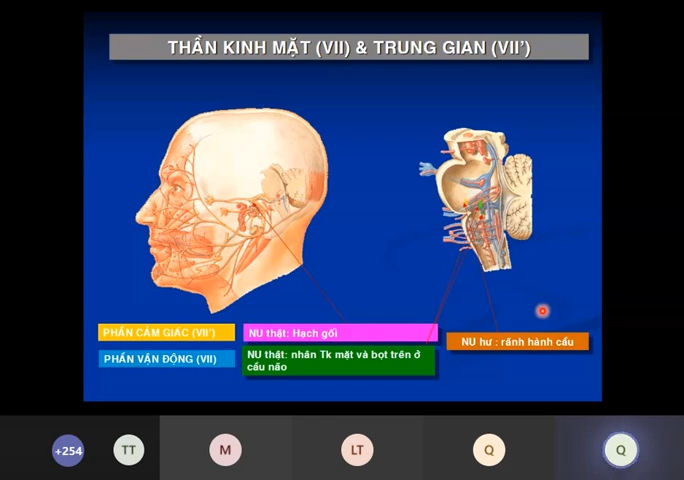 THẦN KINH MẶT (VII) & TRUNG GIAN (VII’)
PHẦN CẢM GIÁC (VII’)
NU thật: Hạch gối
PHẦN VẬN ĐỘNG (VII)
NU thật: nhân Tk mặt và bọt trên ở
cầu não
NU hư : rãnh hành cầu
+254
TT
M
LT
Q
Q